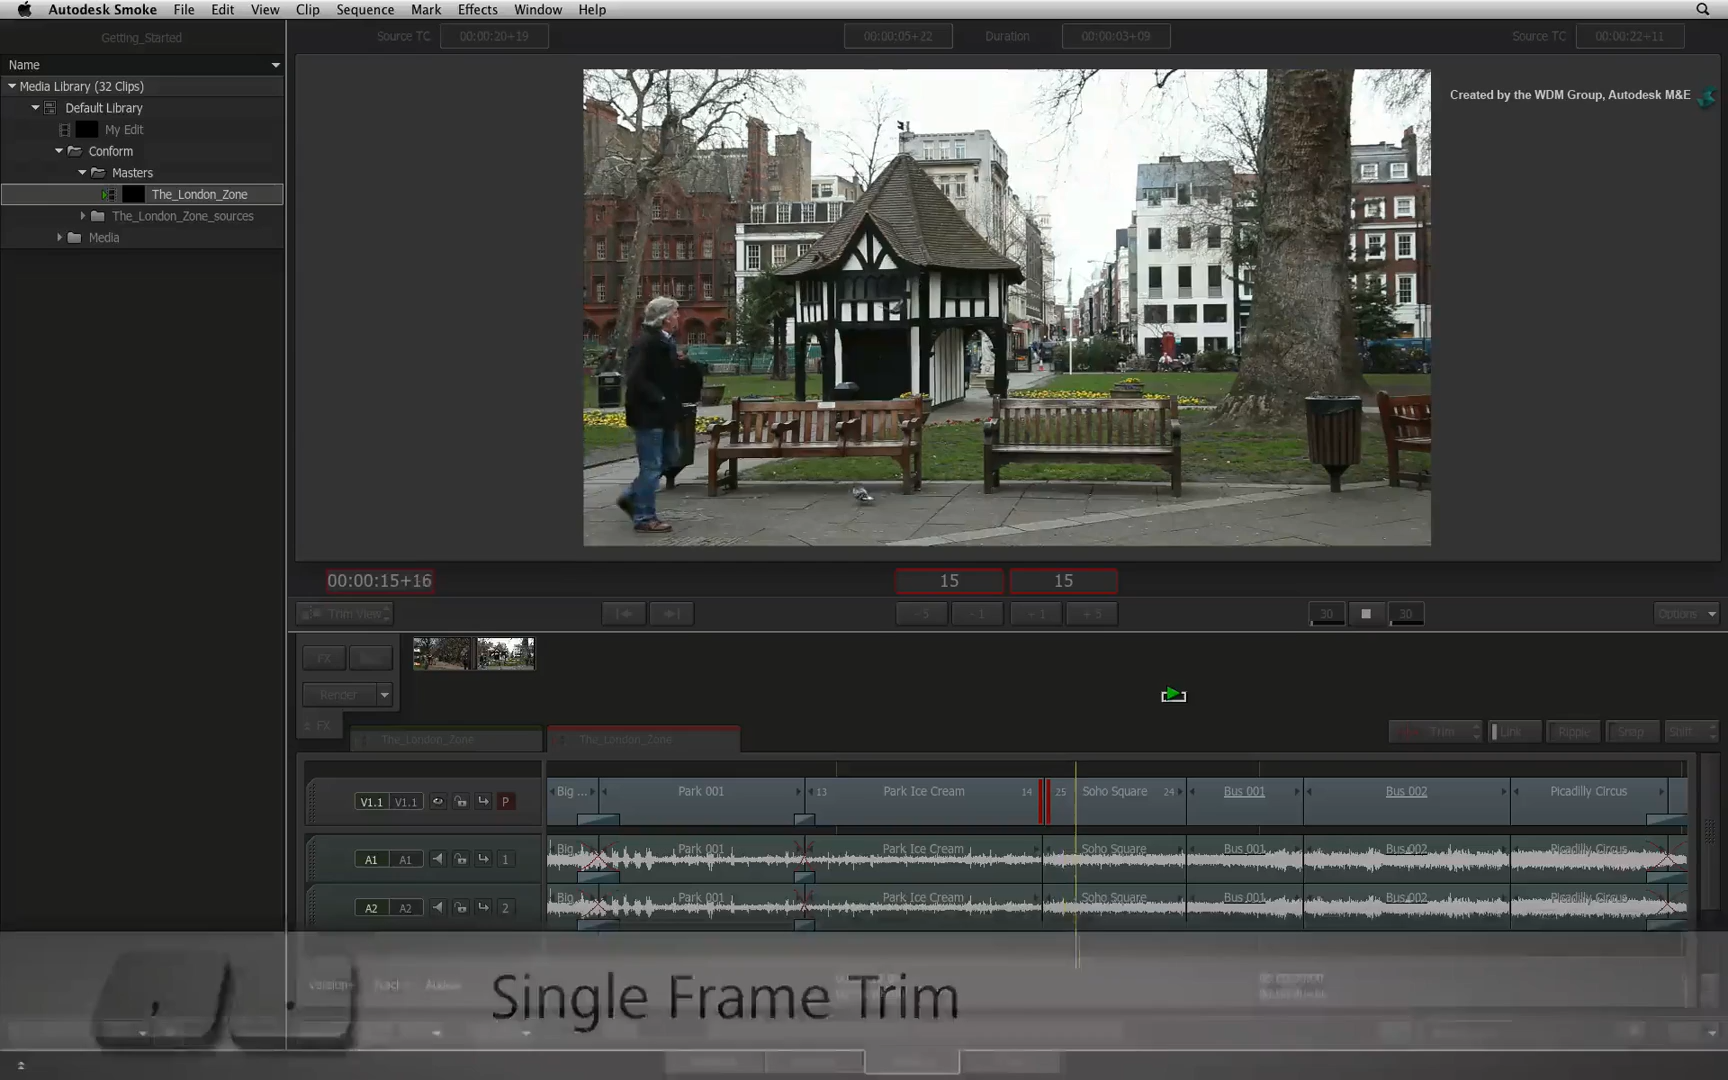 Autodesk Smoke File Edit View Clip Sequence Mark Effects Window Help
Getting_Started
Source TC 00:00:20+19 00:00:05+22 Duration 00:00:03+09 Source TC 00:00:22+11
Name
Media Library (32 Clips)
Default Library
My Edit
Conform
Masters
The_London_Zone
The_London_Zone_sources
Media
Created by the WDM Group, Autodesk M&E
00:00:15+16 15 15
Trim View - 5 - 1 + 1 + 5 30 30 Options
FX
Render
± FX
The_London_Zone The_London_Zone
Trim Link Ripple Snap Shift
V1.1 V1.1 P Big ... Park 001 13 Park Ice Cream 14 25 Soho Square 24 Bus 001 Bus 002 Picadilly Circus
A1 A1 1 Big Park 001 Park Ice Cream Soho Square Bus 001 Bus 002 Picadilly Circus
A2 A2 2 Big Park 001 Park Ice Cream Soho Square Bus 001 Bus 002 Picadilly Circus
Single Frame Trim